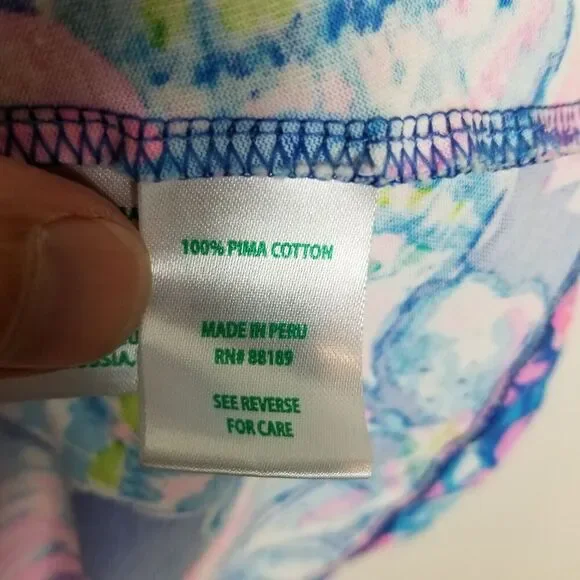 100% PIMA COTTON
MADE IN PERU
RN# 88189
SEE REVERSE
FOR CARE